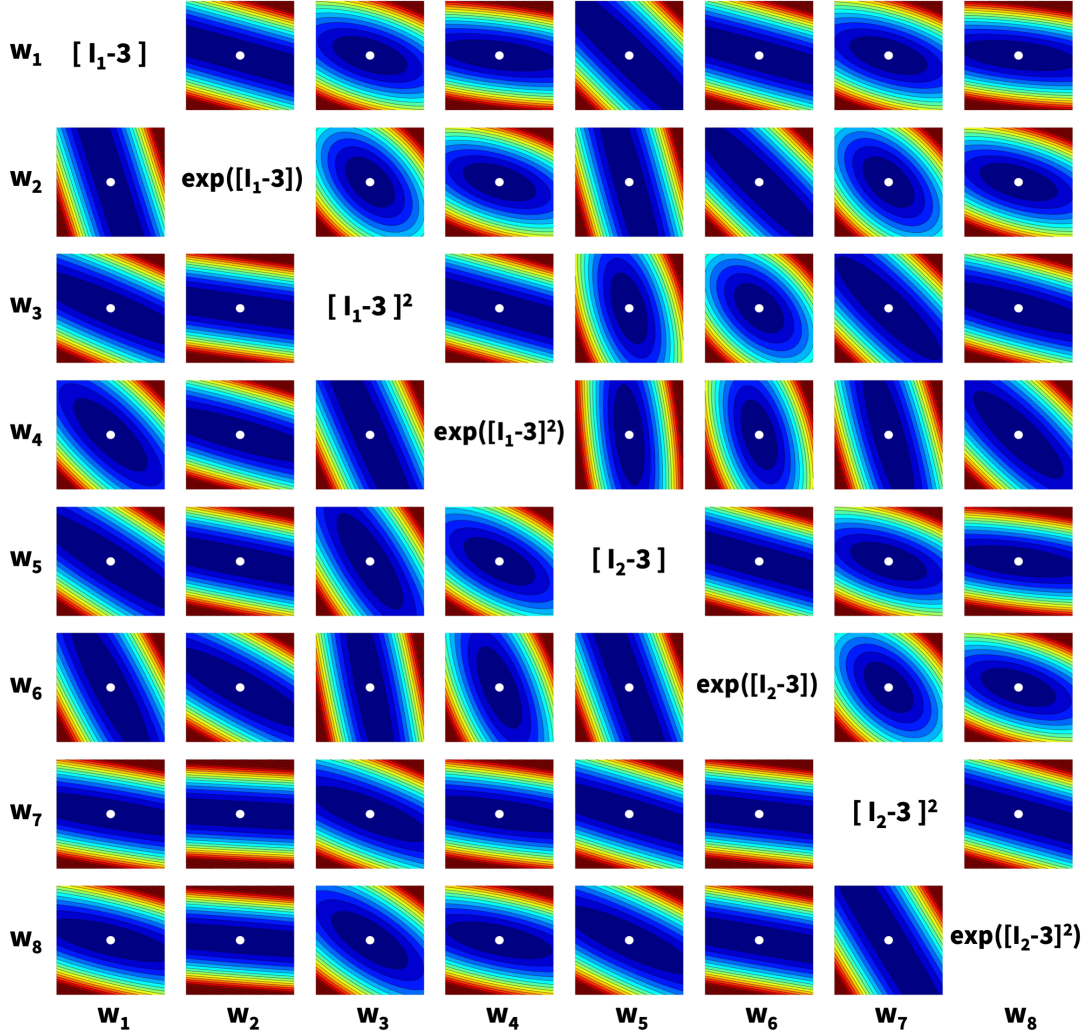 w₁ [ I₁-3 ]
w₂ exp([I₁-3])
w₃ [ I₁-3 ]²
w₄ exp([I₁-3]²)
w₅ [ I₂-3 ]
w₆ exp([I₂-3])
w₇ [ I₂-3 ]²
w₈ exp([I₂-3]²)
w₁ w₂ w₃ w₄ w₅ w₆ w₇ w₈